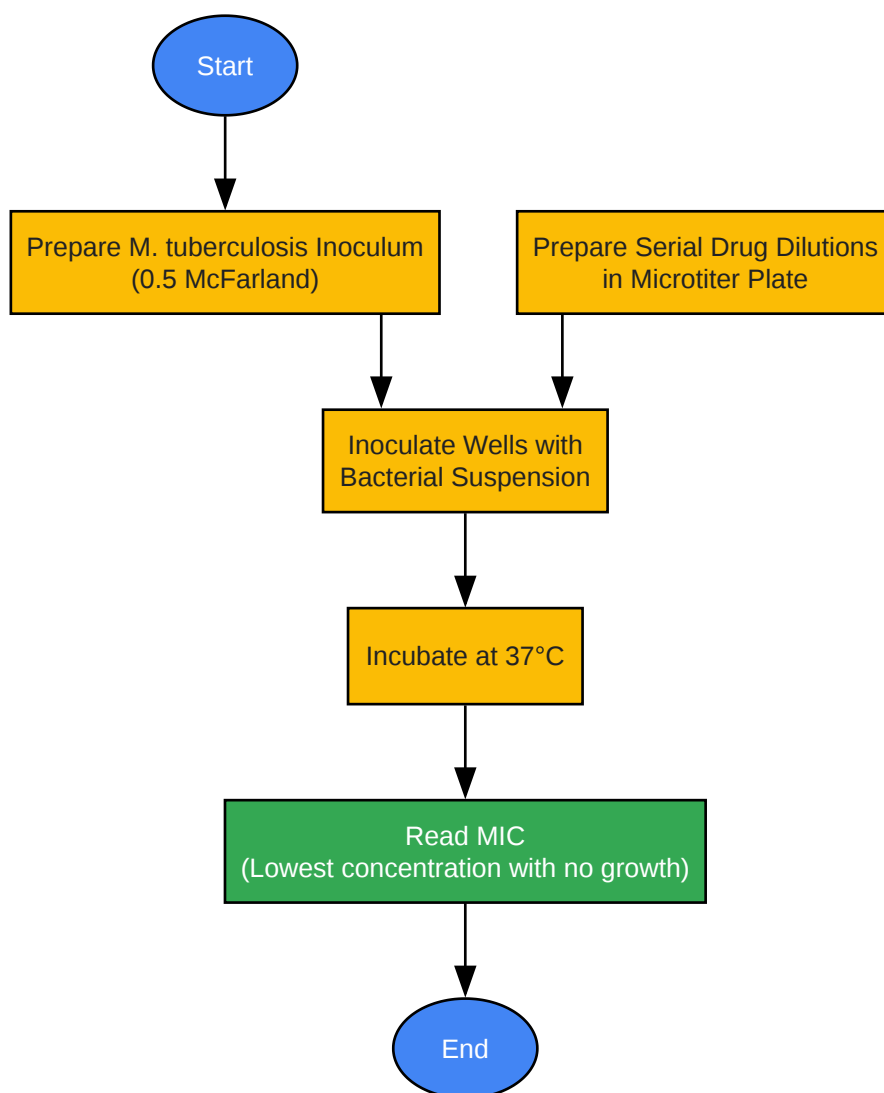 Start
Prepare M. tuberculosis Inoculum
(0.5 McFarland)
Prepare Serial Drug Dilutions
in Microtiter Plate
Inoculate Wells with
Bacterial Suspension
Incubate at 37°C
Read MIC
(Lowest concentration with no growth)
End